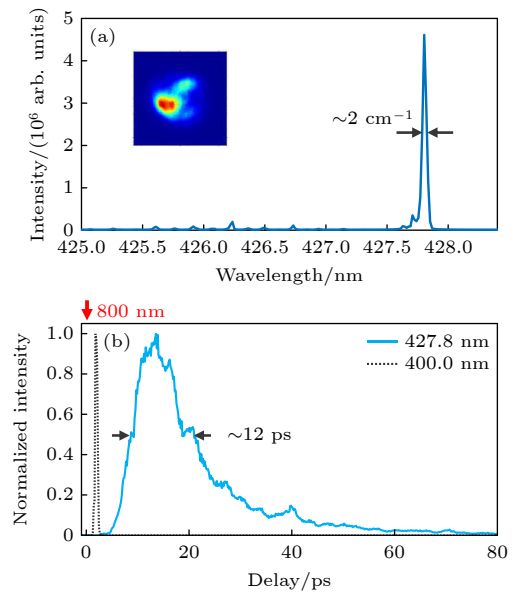 (a)
Intensity/(10⁶ arb. units)
5
4
3
2
1
0
~2 cm⁻¹
425.0 425.5 426.0 426.5 427.0 427.5 428.0
Wavelength/nm
800 nm
(b)
Normalized intensity
1.0
0.8
0.6
0.4
0.2
0
427.8 nm
400.0 nm
~12 ps
0 20 40 60 80
Delay/ps